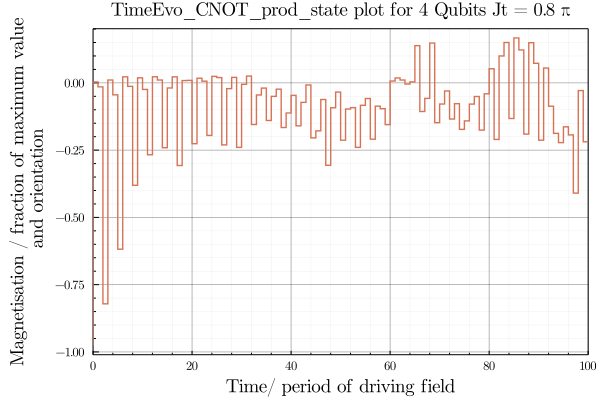 TimeEvo_CNOT_prod_state plot for 4 Qubits Jt = 0.8 π
Magnetisation / fraction of maximum value
and orientation
0.00
−0.25
−0.50
−0.75
−1.00
0 20 40 60 80 100
Time/ period of driving field